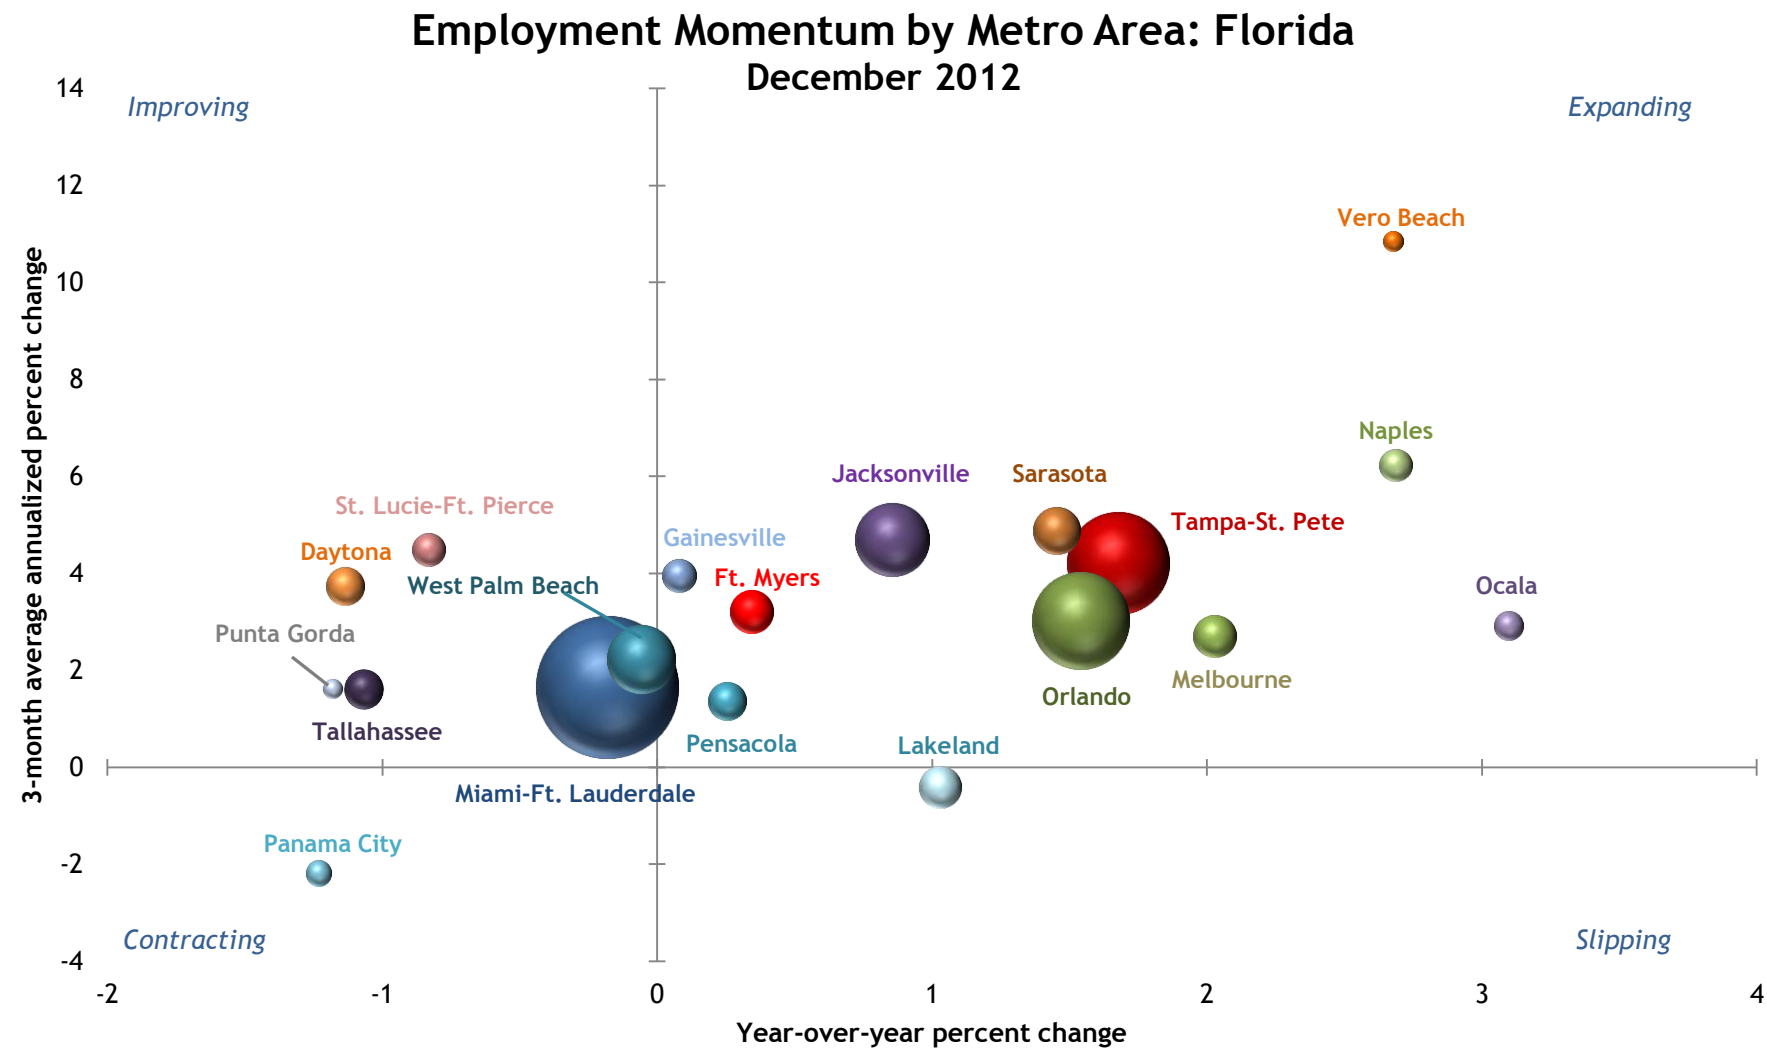 Employment Momentum by Metro Area: Florida
December 2012
14
Improving
Expanding
12
Vero Beach
10
3-month average annualized percent change
8
Naples
6
Jacksonville
Sarasota
St. Lucie-Ft. Pierce
Tampa-St. Pete
Gainesville
Daytona
4
Ft. Myers
West Palm Beach
Ocala
Punta Gorda
2
Melbourne
Orlando
Tallahassee
Pensacola
Lakeland
0
Miami-Ft. Lauderdale
Panama City
-2
Contracting
Slipping
-4
-2
-1
0
1
2
3
4
Year-over-year percent change